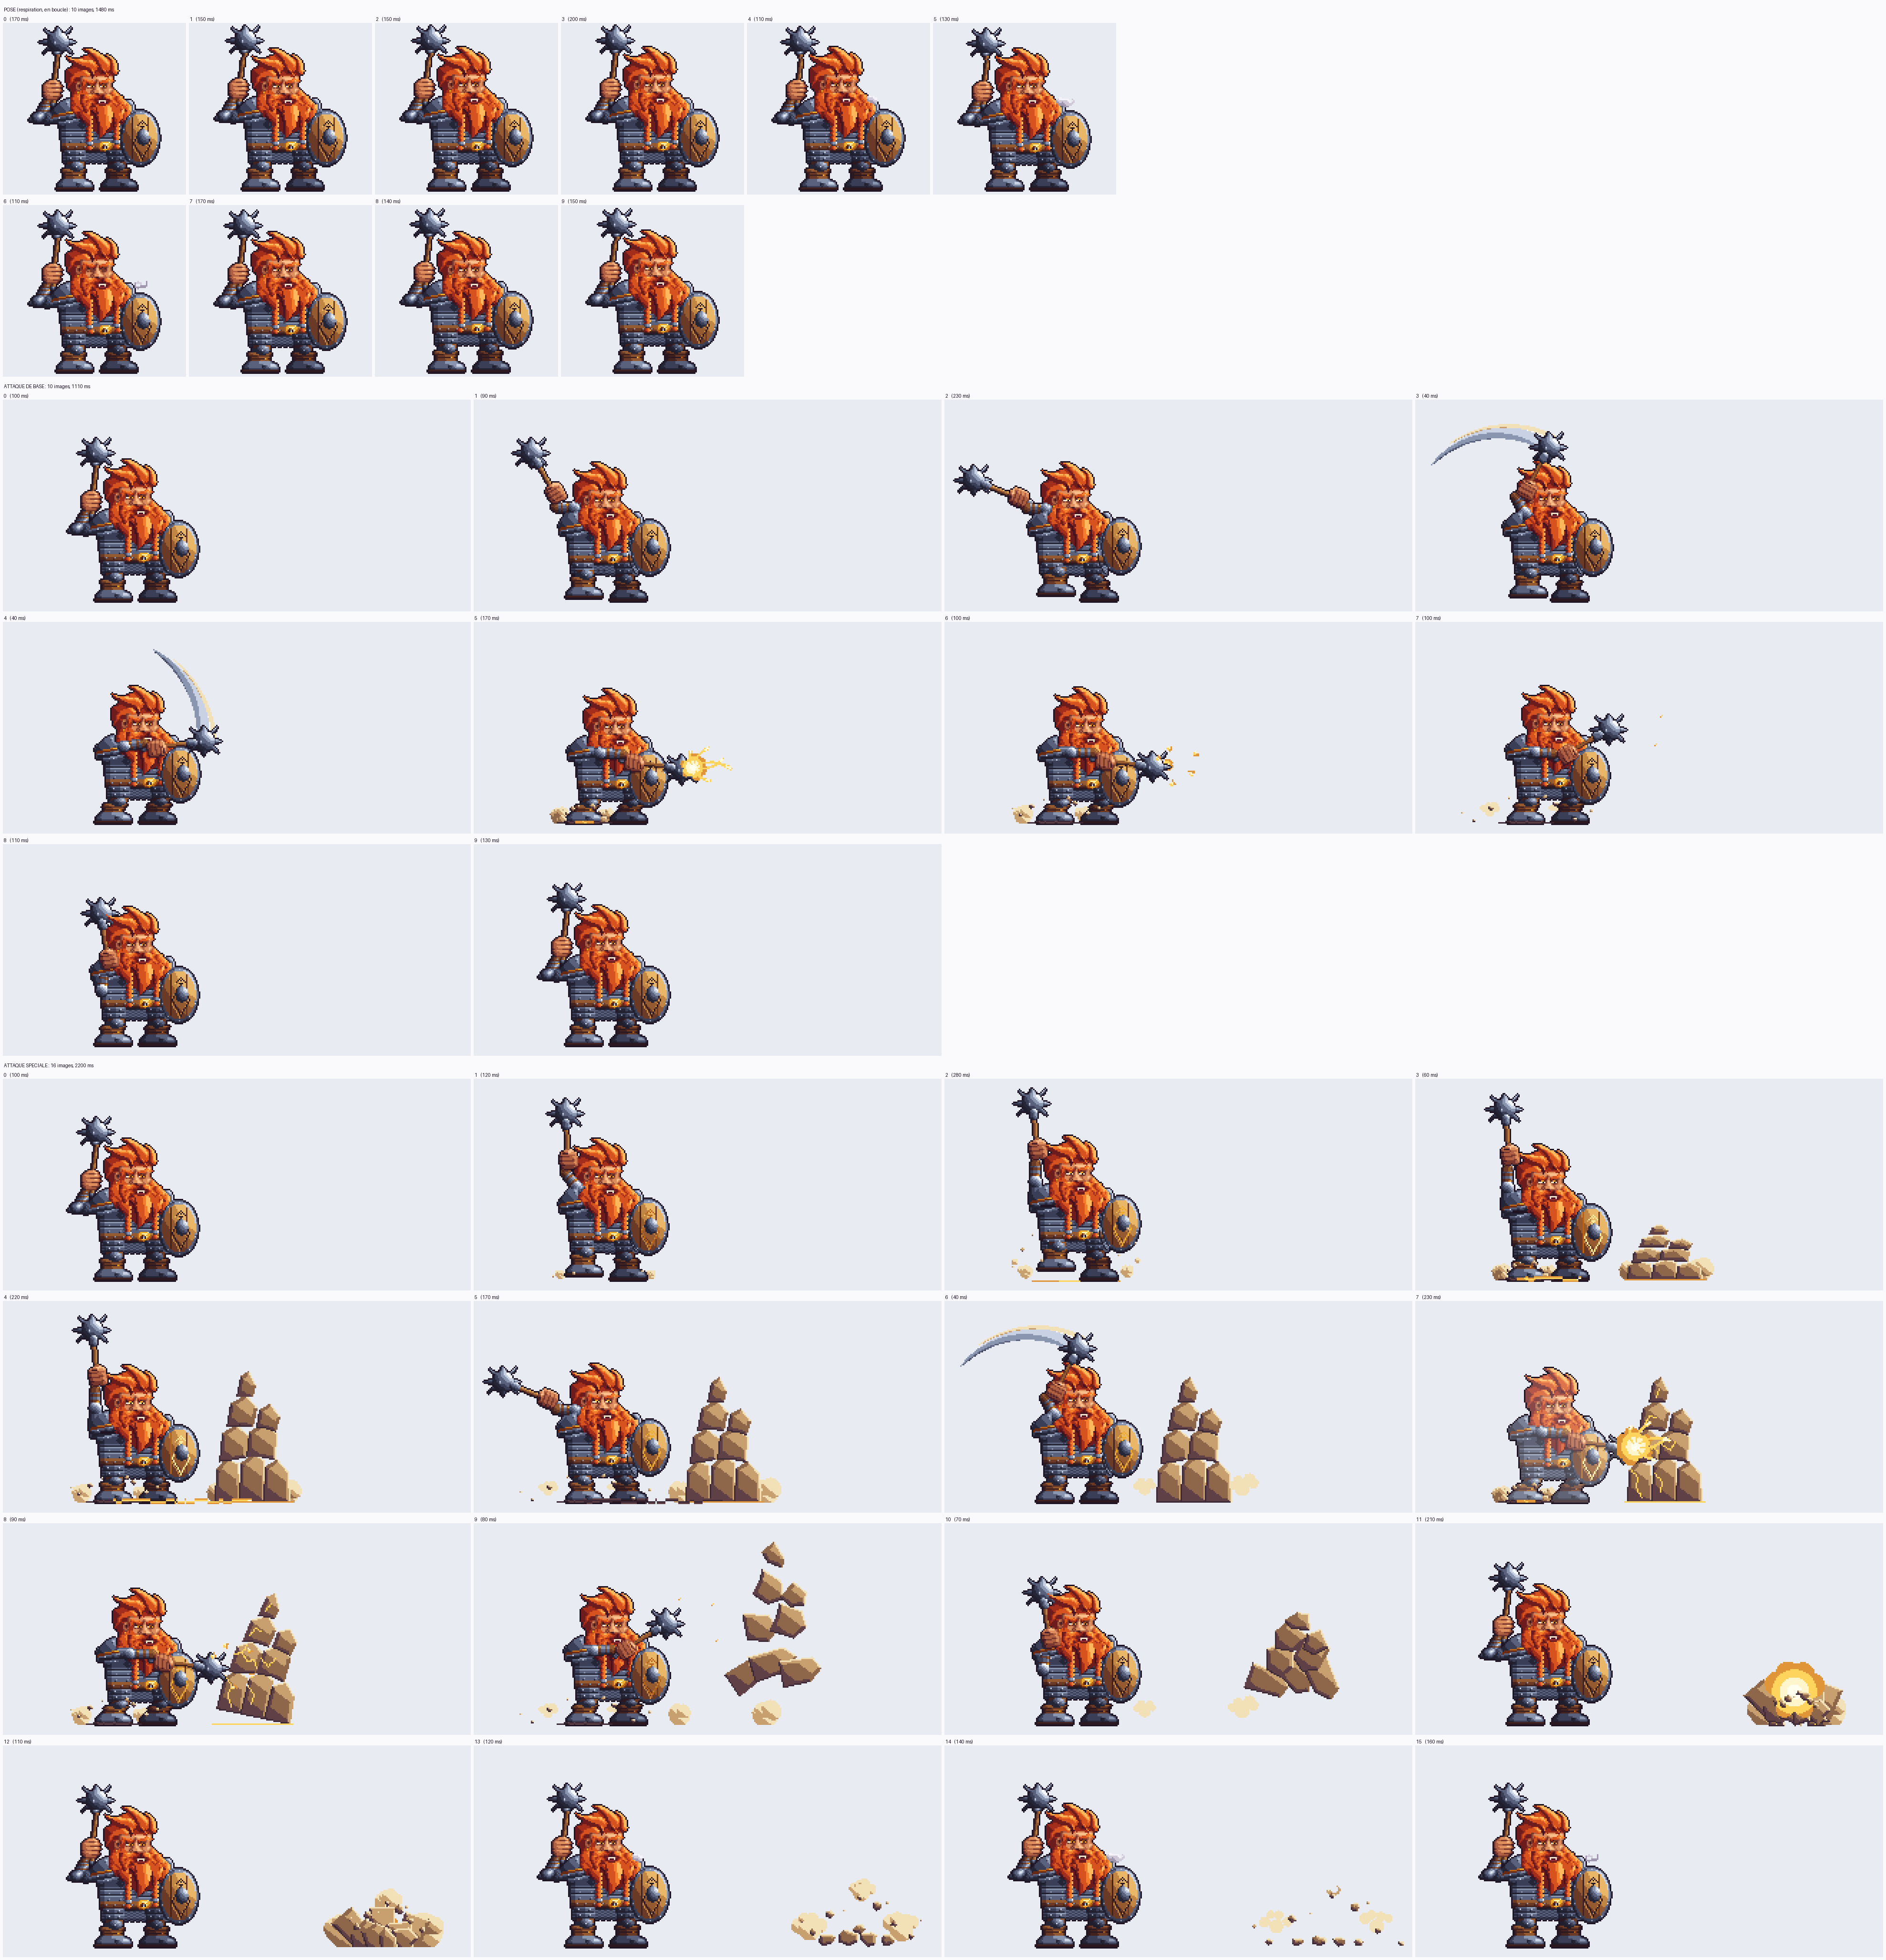 POSE (respiration, en boucle) : 10 images, 1480 ms
0 (170 ms) 1 (150 ms) 2 (150 ms) 3 (200 ms) 4 (110 ms) 5 (130 ms)
6 (110 ms) 7 (170 ms) 8 (140 ms) 9 (150 ms)
ATTAQUE DE BASE : 10 images, 1110 ms
0 (100 ms) 1 (90 ms) 2 (230 ms) 3 (40 ms)
4 (40 ms) 5 (170 ms) 6 (100 ms) 7 (100 ms)
8 (110 ms) 9 (130 ms)
ATTAQUE SPECIALE : 16 images, 2200 ms
0 (100 ms) 1 (120 ms) 2 (280 ms) 3 (60 ms)
4 (220 ms) 5 (170 ms) 6 (40 ms) 7 (230 ms)
8 (90 ms) 9 (80 ms) 10 (70 ms) 11 (210 ms)
12 (110 ms) 13 (120 ms) 14 (140 ms) 15 (160 ms)